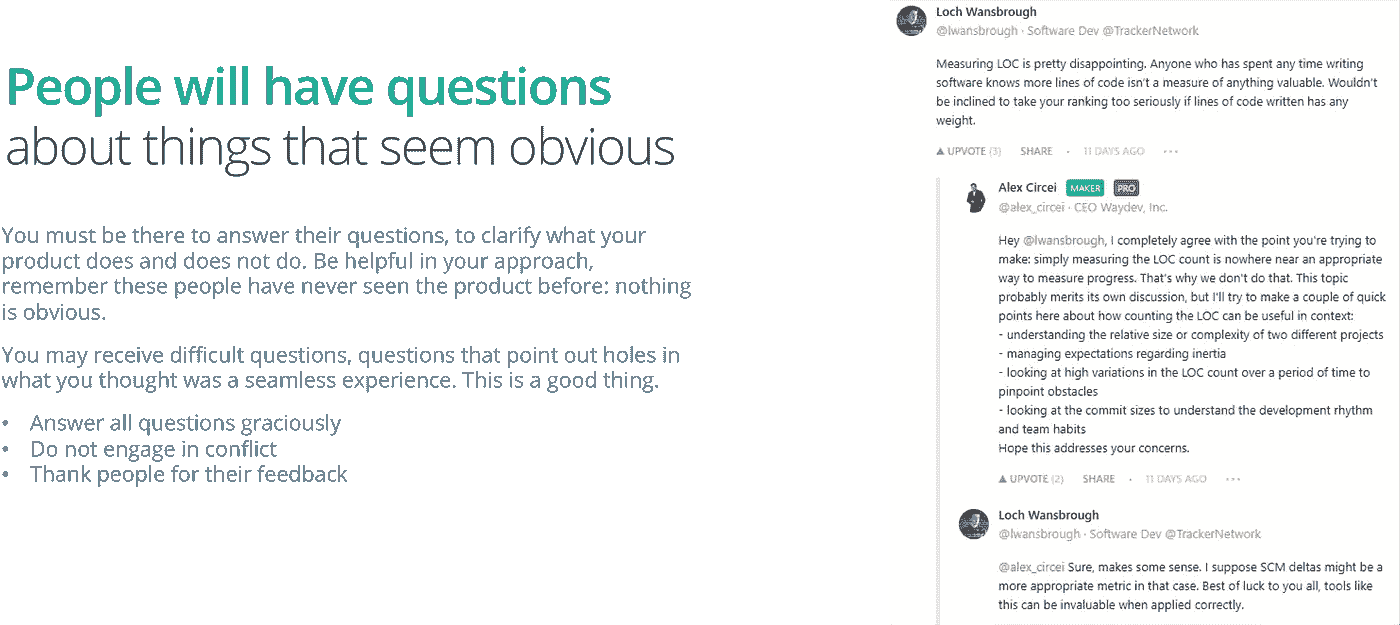 People will have questions
about things that seem obvious
You must be there to answer their questions, to clarify what your
product does and does not do. Be helpful in your approach,
remember these people have never seen the product before: nothing
is obvious.
You may receive difficult questions, questions that point out holes in
what you thought was a seamless experience. This is a good thing.
• Answer all questions graciously
• Do not engage in conflict
• Thank people for their feedback
Loch Wansbrough
@lwansbrough · Software Dev @TrackerNetwork
Measuring LOC is pretty disappointing. Anyone who has spent any time writing
software knows more lines of code isn't a measure of anything valuable. Wouldn't
be inclined to take your ranking too seriously if lines of code written has any
weight.
▲ UPVOTE (3) SHARE · 11 DAYS AGO ···
Alex Circei MAKER PRO
@alex_circei · CEO Waydev, Inc.
Hey @lwansbrough, I completely agree with the point you're trying to
make: simply measuring the LOC count is nowhere near an appropriate
way to measure progress. That's why we don't do that. This topic
probably merits its own discussion, but I'll try to make a couple of quick
points here about how counting the LOC can be useful in context:
- understanding the relative size or complexity of two different projects
- managing expectations regarding inertia
- looking at high variations in the LOC count over a period of time to
pinpoint obstacles
- looking at the commit sizes to understand the development rhythm
and team habits
Hope this addresses your concerns.
▲ UPVOTE (2) SHARE · 11 DAYS AGO ···
Loch Wansbrough
@lwansbrough · Software Dev @TrackerNetwork
@alex_circei Sure, makes some sense. I suppose SCM deltas might be a
more appropriate metric in that case. Best of luck to you all, tools like
this can be invaluable when applied correctly.